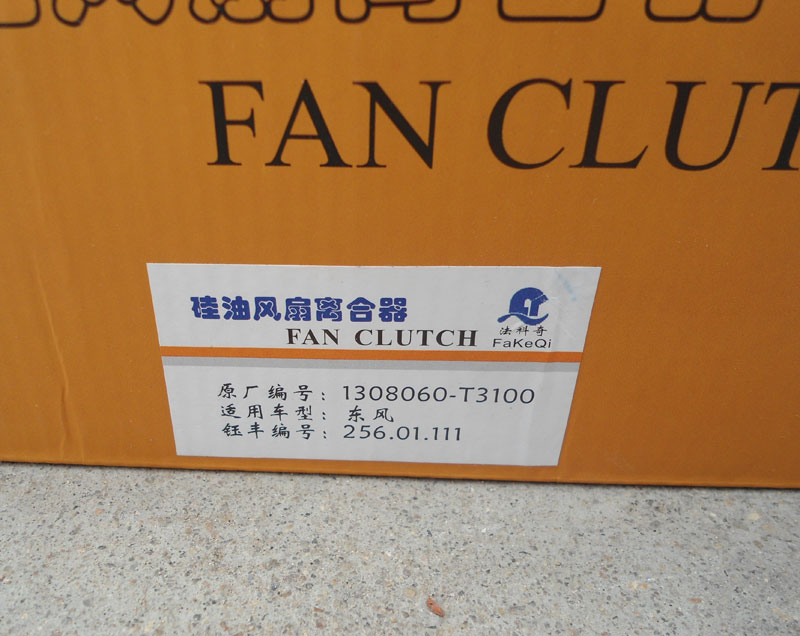 FAN CLUT
硅油风扇离合器
FAN CLUTCH
法科奇
FaKeQi
原厂编号：1308060-T3100
适用车型：东风
钰丰编号：256.01.111